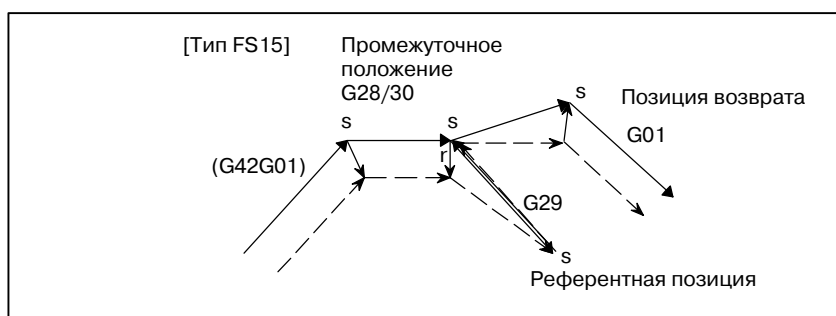 [Тип FS15]
Промежуточное
положение
G28/30
s
s
s
Позиция возврата
G01
(G42G01)
r
G29
s
Референтная позиция